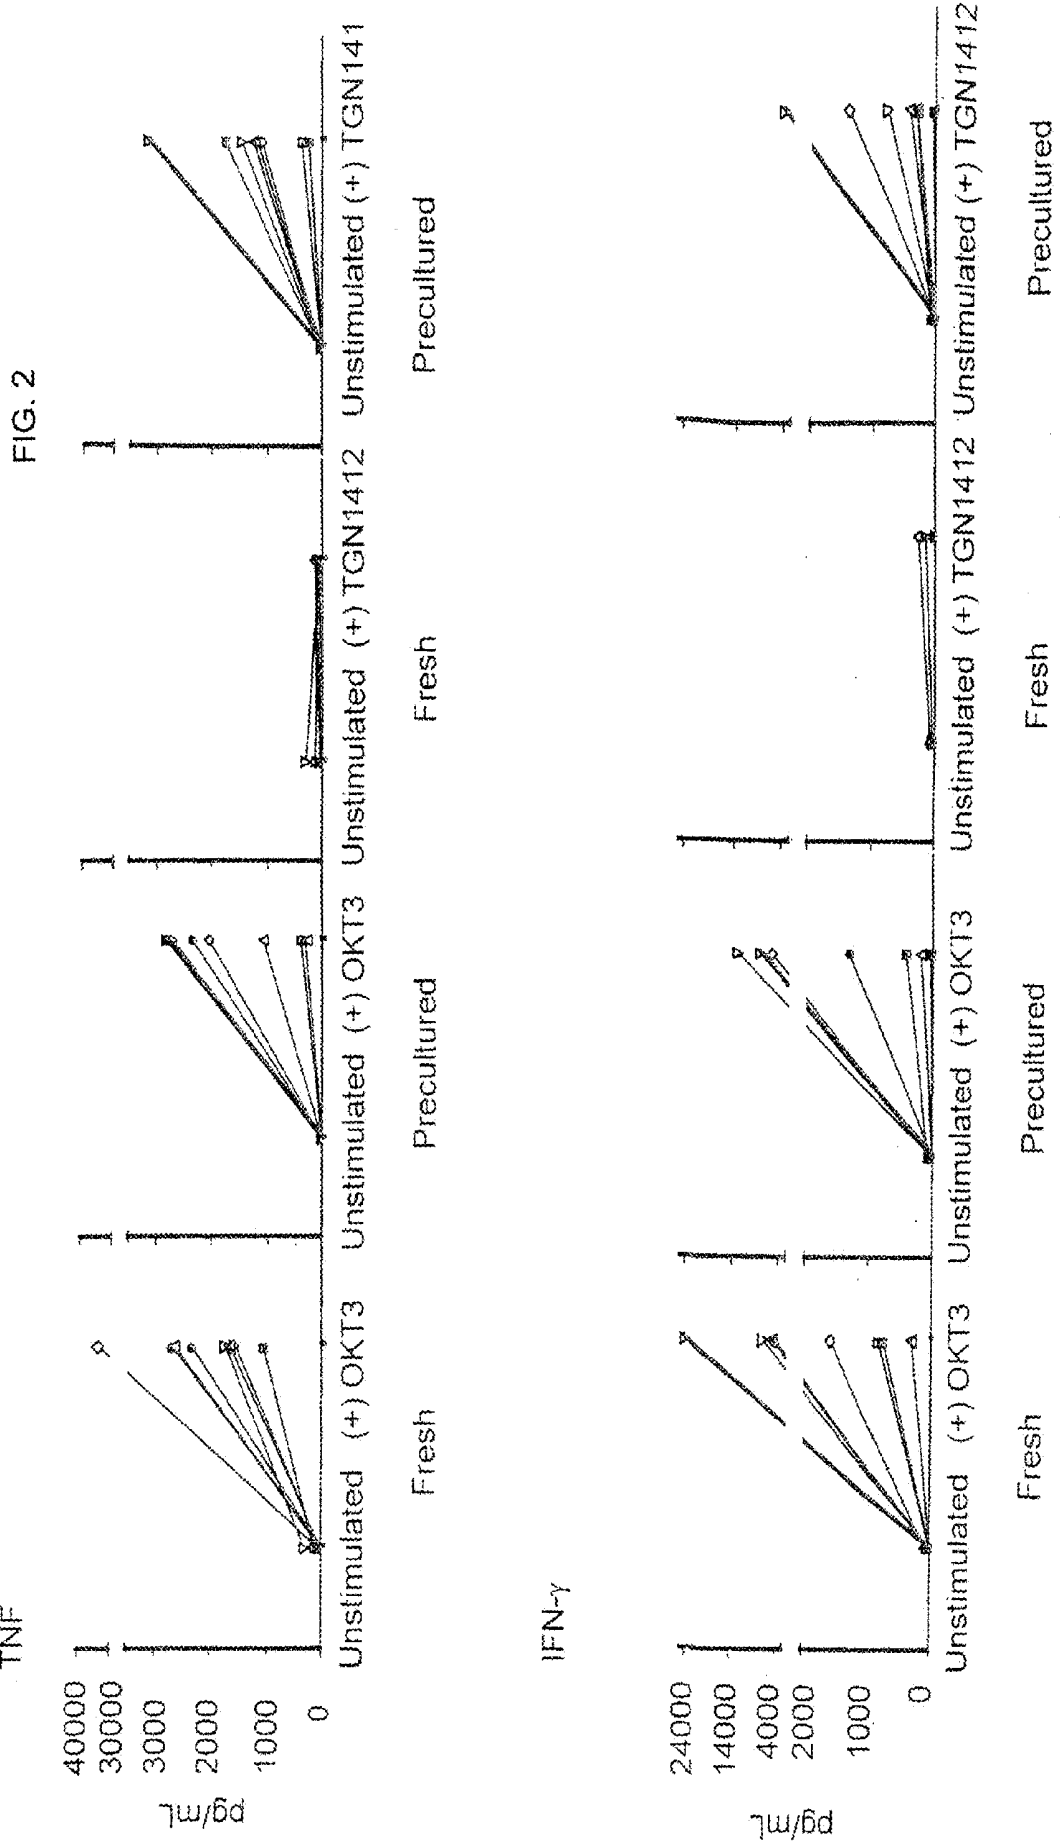 FIG. 2
TNF
40000
30000
3000
2000
1000
0
pg/mL
Unstimulated (+) OKT3
Unstimulated (+) OKT3
Unstimulated (+) TGN1412
Unstimulated (+) TGN141
Fresh
Precultured
Fresh
Precultured
IFN-γ
24000
14000
4000
2000
1000
0
pg/mL
Unstimulated (+) OKT3
Unstimulated (+) OKT3
Unstimulated (+) TGN1412
Unstimulated (+) TGN1412
Fresh
Precultured
Fresh
Precultured